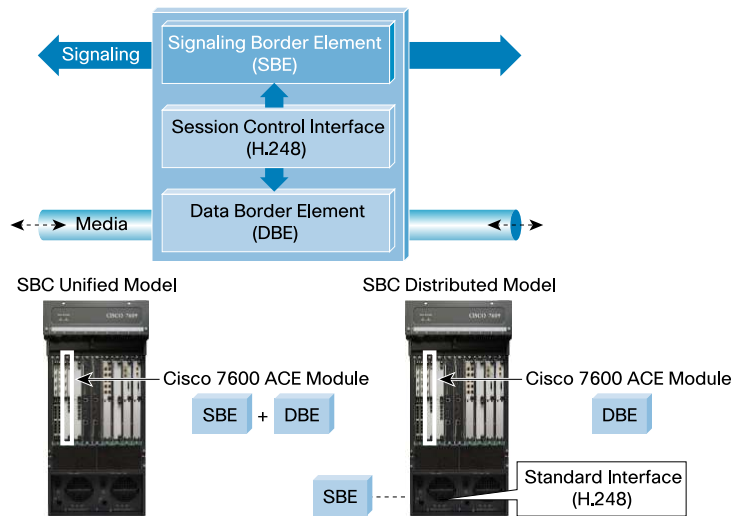 Signaling
Signaling Border Element
(SBE)
Session Control Interface
(H.248)
Media
Data Border Element
(DBE)
SBC Unified Model
SBC Distributed Model
CISCO 7609
CISCO 7609
Cisco 7600 ACE Module
SBE + DBE
Cisco 7600 ACE Module
DBE
SBE
Standard Interface
(H.248)